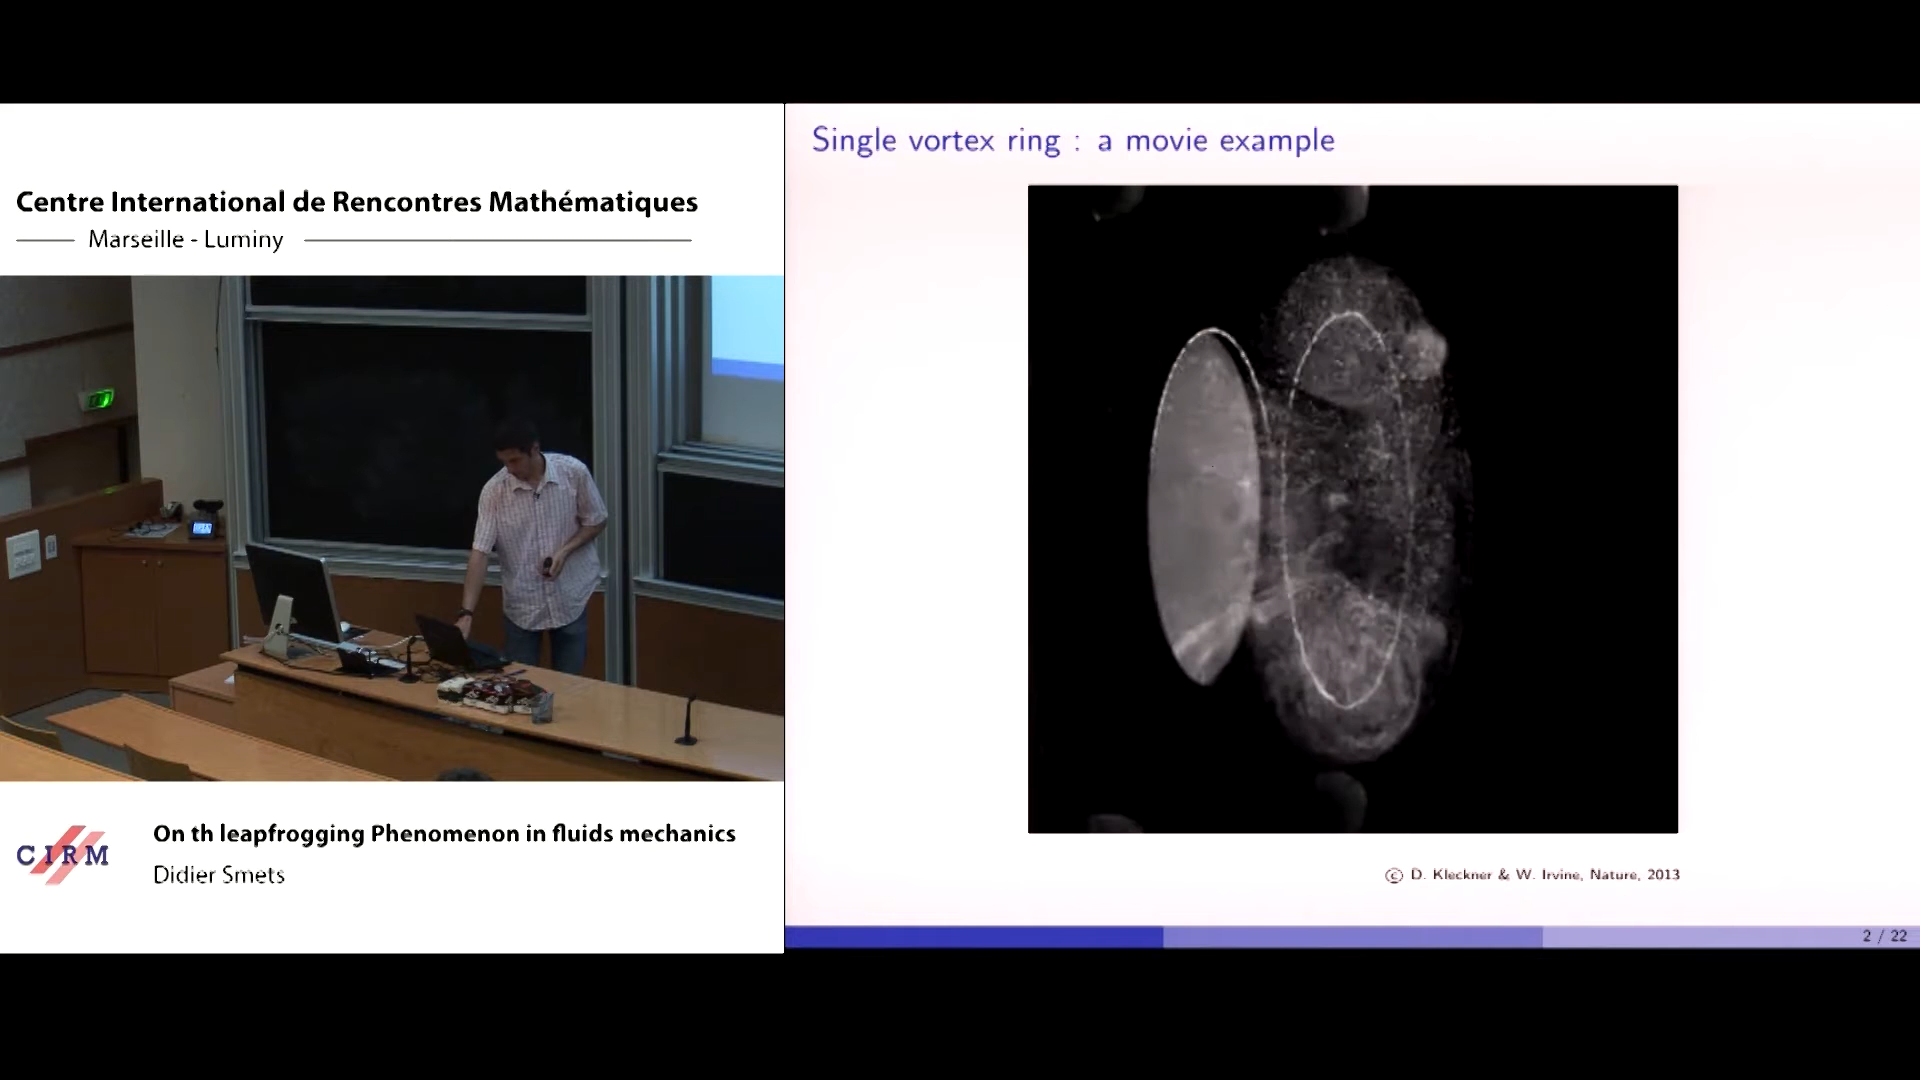 Centre International de Rencontres Mathématiques
Marseille - Luminy
On th leapfrogging Phenomenon in fluids mechanics
Didier Smets
CIRM
Single vortex ring : a movie example
© D. Kleckner & W. Irvine, Nature, 2013
2 / 22